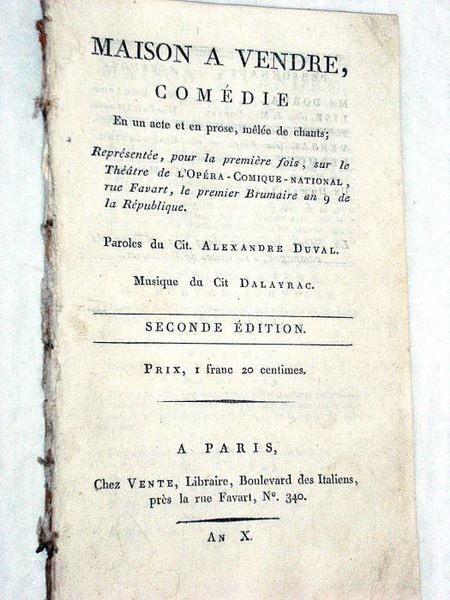 MAISON A VENDRE,
COMÉDIE
En un acte et en prose, mêlée de chants;
Représentée, pour la première fois, sur le
Théâtre de L'OPÉRA-COMIQUE-NATIONAL,
rue Favart, le premier Brumaire an 9 de
la République.
Paroles du Cit. ALEXANDRE DUVAL.
Musique du Cit DALAYRAC.
SECONDE ÉDITION.
PRIX, 1 franc 20 centimes.
A PARIS,
Chez VENTE, Libraire, Boulevard des Italiens,
près la rue Favart, Nº. 340.
AN X.